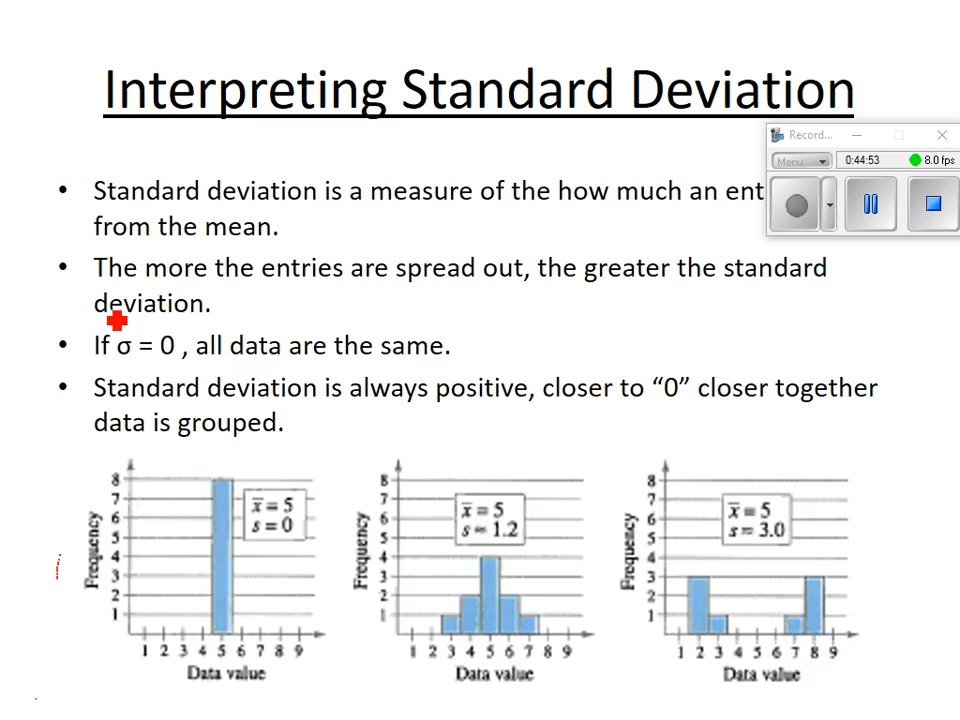 Interpreting Standard Deviation
Record...
Menu
0:44:53
8.0 fps
• Standard deviation is a measure of the how much an ent
from the mean.
• The more the entries are spread out, the greater the standard
deviation.
• If σ = 0 , all data are the same.
• Standard deviation is always positive, closer to “0” closer together
data is grouped.
8
7
6
5
4
3
2
1
Frequency
x̅ = 5
s = 0
1 2 3 4 5 6 7 8 9
Data value
8
7
6
5
4
3
2
1
Frequency
x̅ = 5
s ≈ 1.2
1 2 3 4 5 6 7 8 9
Data value
8
7
6
5
4
3
2
1
Frequency
x̅ = 5
s ≈ 3.0
1 2 3 4 5 6 7 8 9
Data value